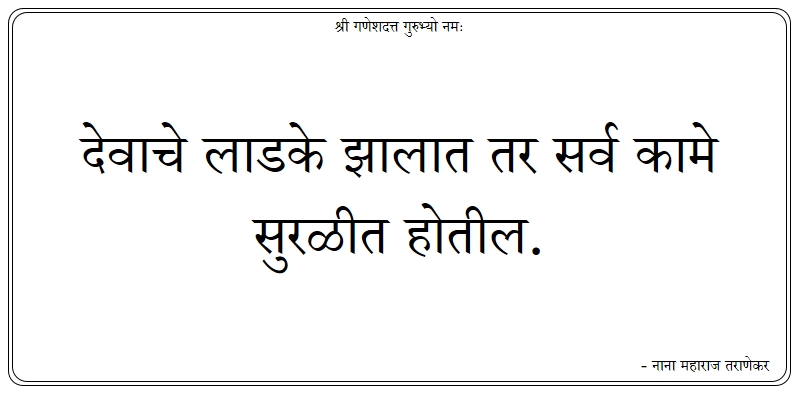 श्री गणेशदत्त गुरुभ्यो नमः
देवाचे लाडके झालात तर सर्व कामे
सुरळीत होतील.
- नाना महाराज तराणेकर